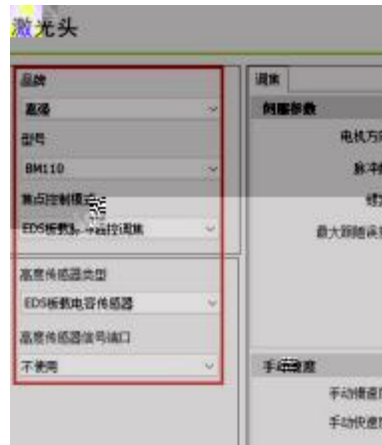 激光头
品牌
嘉强
型号
BM110
焦点控制模式
EDS板载
控调焦
高度传感器类型
EDS板载电容传感器
高度传感器信号端口
不使用
调焦
伺服参数
电机方
脉冲
最大跟随误
手动速度
手动慢速
手动快速